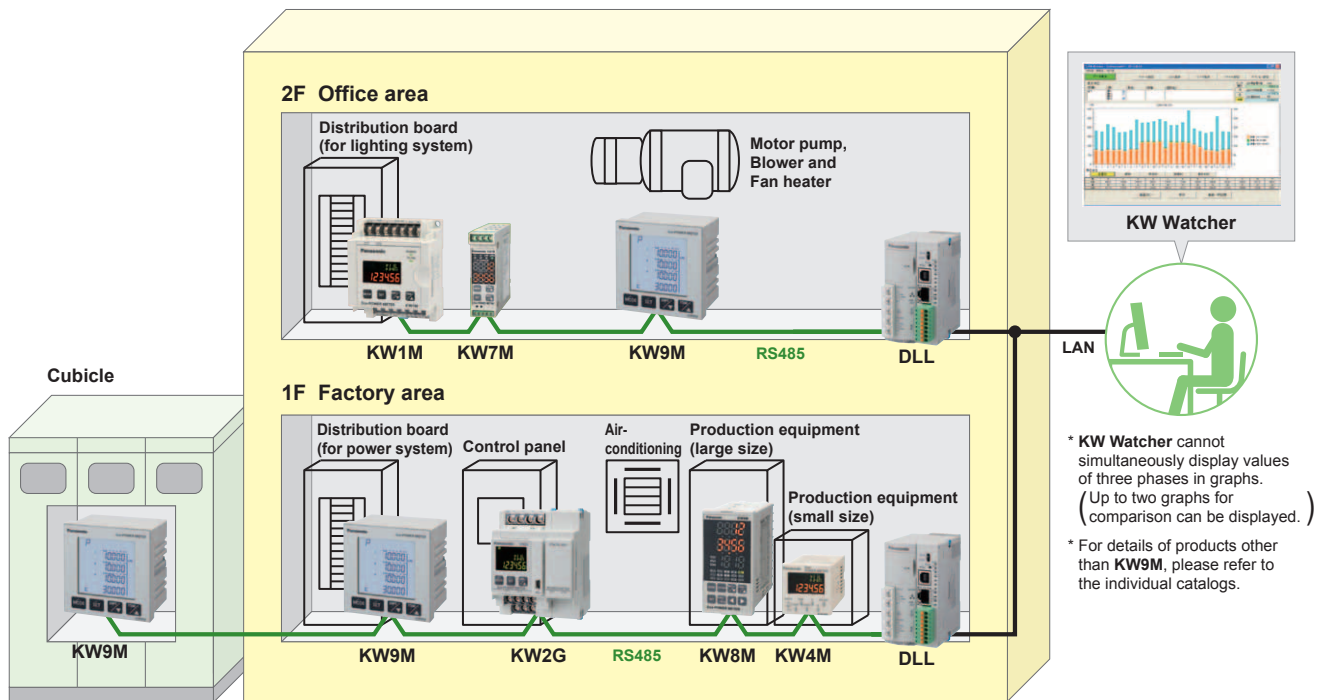 2F Office area
Distribution board
(for lighting system)
Motor pump,
Blower and
Fan heater
Panasonic
123456
KW1M
KW7M
KW9M
RS485
DLL
LAN
KW Watcher
Cubicle
KW9M
1F Factory area
Distribution board
(for power system)
Control panel
Air-
conditioning
Production equipment
(large size)
Production equipment
(small size)
KW9M
KW2G
RS485
KW8M
KW4M
DLL
* KW Watcher cannot
simultaneously display values
of three phases in graphs.
(Up to two graphs for
comparison can be displayed.)
* For details of products other
than KW9M, please refer to
the individual catalogs.